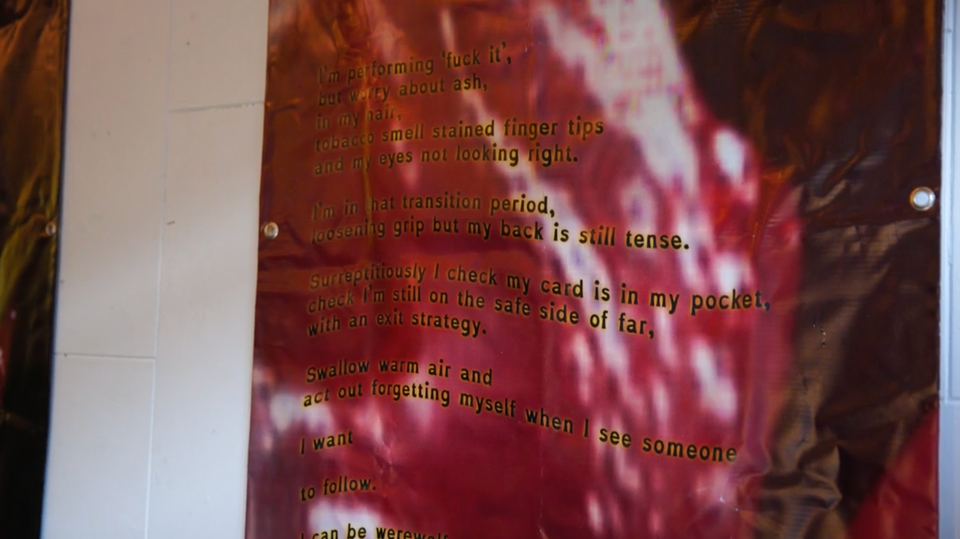 I'm performing 'fuck it',
but worry about ash,
in my hair,
tobacco smell stained finger tips
and my eyes not looking right.
I'm in that transition period,
loosening grip but my back is still tense.
Surreptitiously I check my card is in my pocket,
check I'm still on the safe side of far,
with an exit strategy.
Swallow warm air and
act out forgetting myself when I see someone
I want
to follow.
I can be werewolf